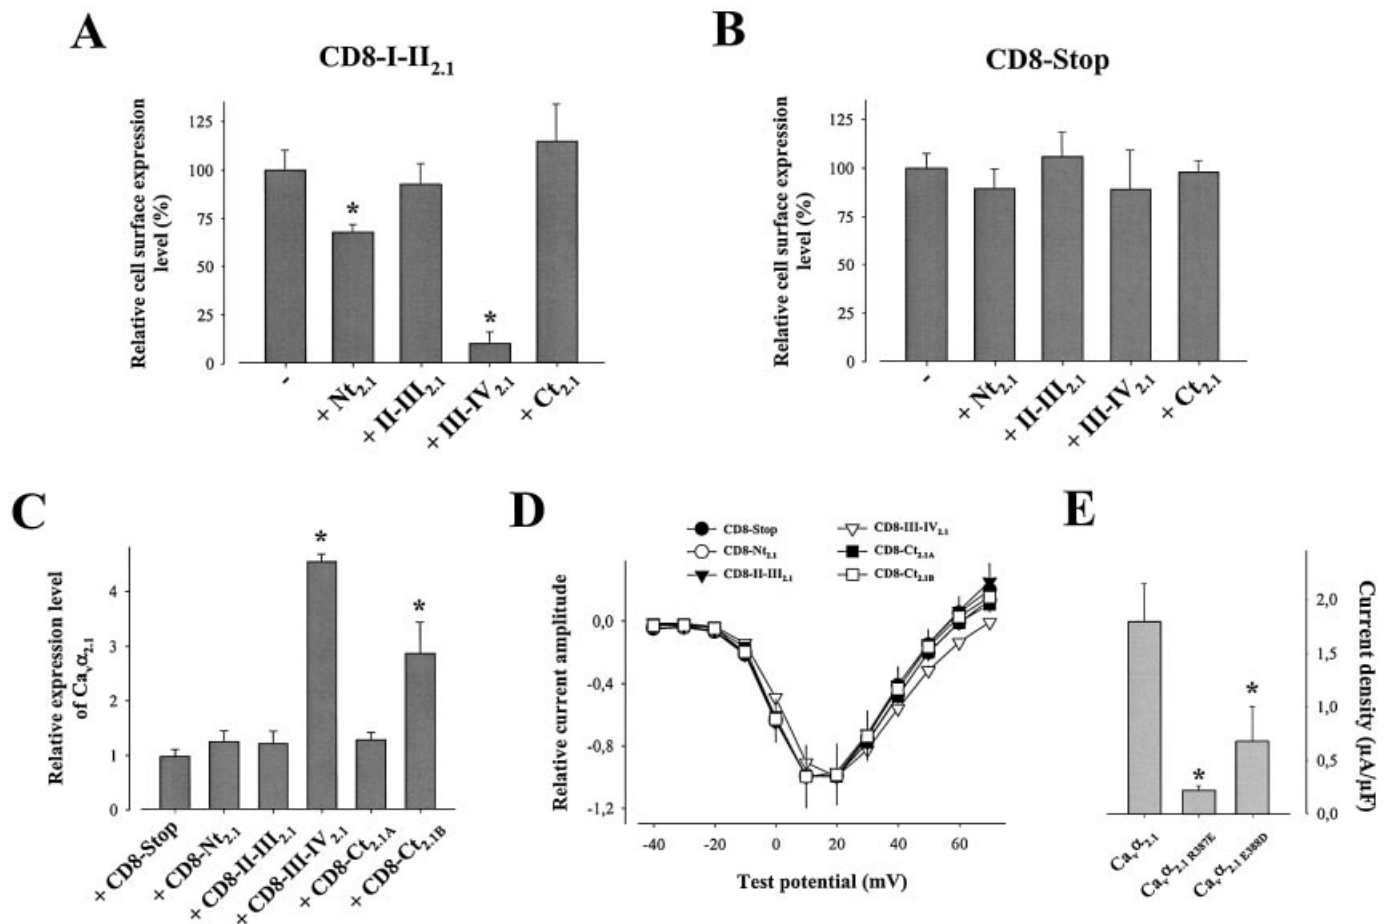 A
CD8-I-II2.1
Relative cell surface expression
level (%)
125
100
75
50
25
0
*
*
-
+ Nt2.1
+ II-III2.1
+ III-IV2.1
+ Ct2.1
B
CD8-Stop
Relative cell surface expression
level (%)
125
100
75
50
25
0
-
+ Nt2.1
+ II-III2.1
+ III-IV2.1
+ Ct2.1
C
Relative expression level
of Cavα2.1
4
3
2
1
0
*
*
+ CD8-Stop
+ CD8-Nt2.1
+ CD8-II-III2.1
+ CD8-III-IV2.1
+ CD8-Ct2.1A
+ CD8-Ct2.1B
D
CD8-Stop
CD8-Nt2.1
CD8-II-III2.1
CD8-III-IV2.1
CD8-Ct2.1A
CD8-Ct2.1B
Relative current amplitude
0,0
-0,4
-0,8
-1,2
-40
-20
0
20
40
60
Test potential (mV)
E
*
*
2,0
1,5
1,0
0,5
0,0
Current density (µA/µF)
Cavα2.1
Cavα2.1 R387E
Cavα2.1 E388D